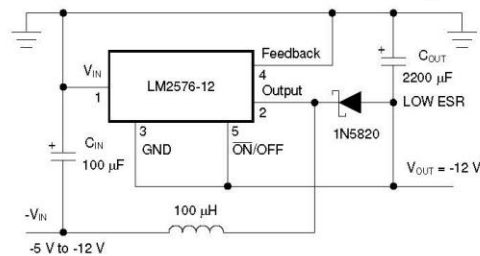 Feedback
+
C_OUT
V_IN
4
LM2576-12
2200 μF
1
Output
2
LOW ESR
3
5
1N5820
+
C_IN
GND
O̅N̅/OFF
100 μF
V_OUT = -12 V
100 μH
-V_IN
-5 V to -12 V